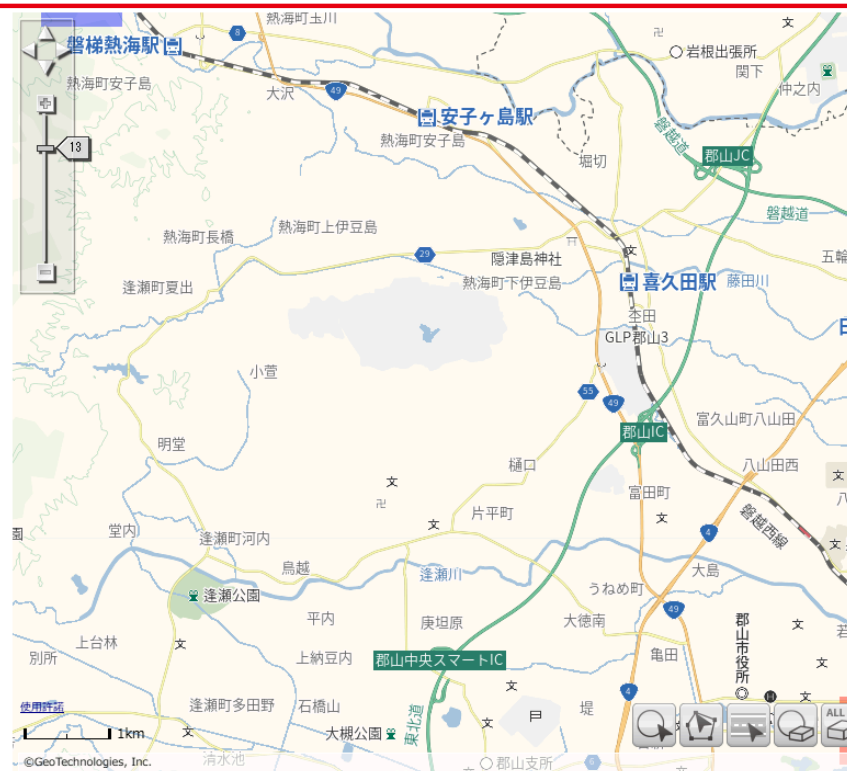 熱海町玉川
文
8
卍
磐梯熱海駅
岩根出張所
関下
熱海町安子島
大沢
49
仲之内
安子ヶ島駅
磐越道
13
熱海町安子島
堀切
郡山JC
磐越道
熱海町上伊豆島
熱海町長橋
文
29
隠津島神社
五輪
喜久田駅
藤田川
逢瀬町夏出
熱海町下伊豆島
杢田
GLP郡山3
小萱
55
49
富久山町八山田
郡山IC
明堂
樋口
八山田西
文
文
富田町
卍
片平町
文
磐越西線
文
堂内
園
逢瀬町河内
4
文
鳥越
逢瀬川
大島
うねめ町
逢瀬公園
49
平内
庚坦原
大徳南
郡山市役所
文
上台林
文
亀田
別所
上納豆内
郡山中央スマートIC
文
4
H
使用許諾
逢瀬町多田野
石橋山
堤
ALL
文
大槻公園
東北道
文
1km
©GeoTechnologies, Inc.
清水池
郡山支所
6